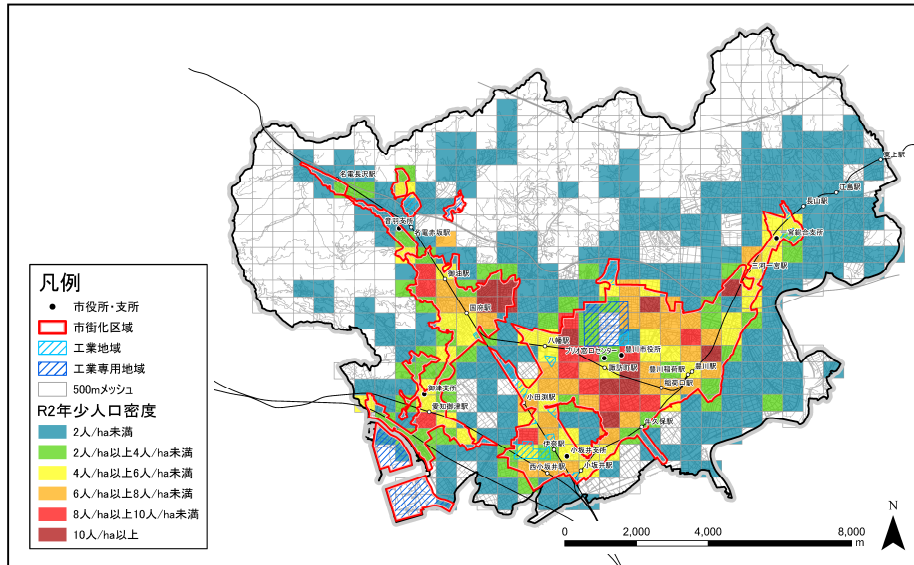 凡例
市役所・支所
市街化区域
工業地域
工業専用地域
500mメッシュ
R2年少人口密度
2人/ha未満
2人/ha以上4人/ha未満
4人/ha以上6人/ha未満
6人/ha以上8人/ha未満
8人/ha以上10人/ha未満
10人/ha以上
東上駅
江島駅
長山駅
一宮総合支所
三河一宮駅
名電長沢駅
音羽支所
名電赤坂駅
御油駅
国府駅
八幡駅
プリオ窓口センター
豊川市役所
諏訪町駅
豊川稲荷駅
豊川駅
稲荷口駅
御津支所
愛知御津駅
小田渕駅
牛久保駅
伊奈駅
小坂井支所
西小坂井駅
小坂井駅
N
0 2,000 4,000 8,000
m